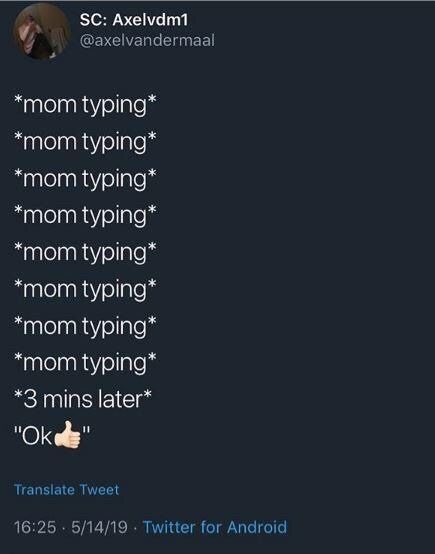 SC: Axelvdm1
@axelvandermaal
*mom typing*
*mom typing*
*mom typing*
*mom typing*
*mom typing*
*mom typing*
*mom typing*
*mom typing*
*3 mins later*
"Ok👍🏻"
Translate Tweet
16:25 · 5/14/19 · Twitter for Android